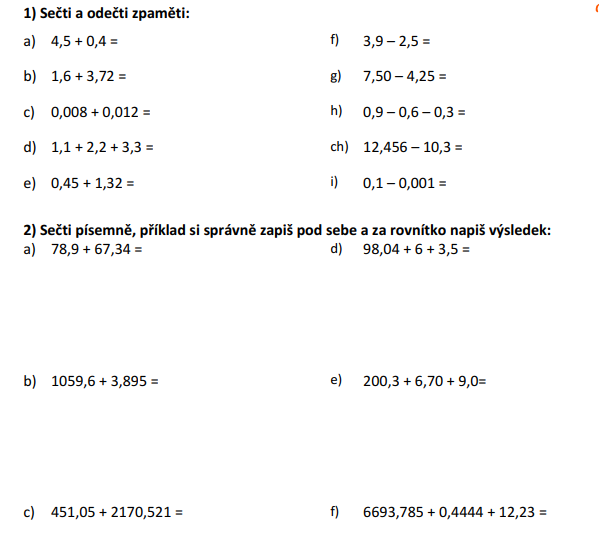 1) Sečti a odečti zpaměti:
a) 4,5 + 0,4 = f) 3,9 – 2,5 =
b) 1,6 + 3,72 = g) 7,50 – 4,25 =
c) 0,008 + 0,012 = h) 0,9 – 0,6 – 0,3 =
d) 1,1 + 2,2 + 3,3 = ch) 12,456 – 10,3 =
e) 0,45 + 1,32 = i) 0,1 – 0,001 =
2) Sečti písemně, příklad si správně zapiš pod sebe a za rovnítko napiš výsledek:
a) 78,9 + 67,34 = d) 98,04 + 6 + 3,5 =
b) 1059,6 + 3,895 = e) 200,3 + 6,70 + 9,0=
c) 451,05 + 2170,521 = f) 6693,785 + 0,4444 + 12,23 =